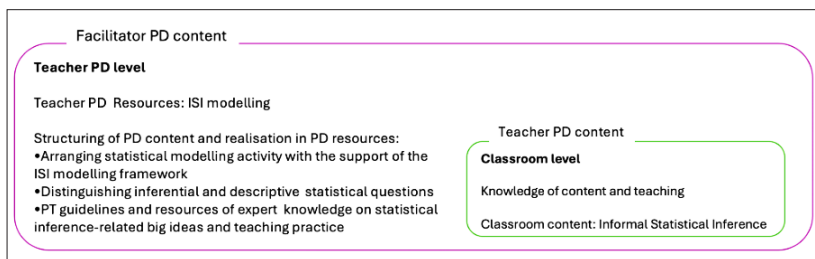 Facilitator PD content
Teacher PD level
Teacher PD Resources: ISI modelling
Structuring of PD content and realisation in PD resources:
•Arranging statistical modelling activity with the support of the
ISI modelling framework
•Distinguishing inferential and descriptive statistical questions
•PT guidelines and resources of expert knowledge on statistical
inference-related big ideas and teaching practice
Teacher PD content
Classroom level
Knowledge of content and teaching
Classroom content: Informal Statistical Inference